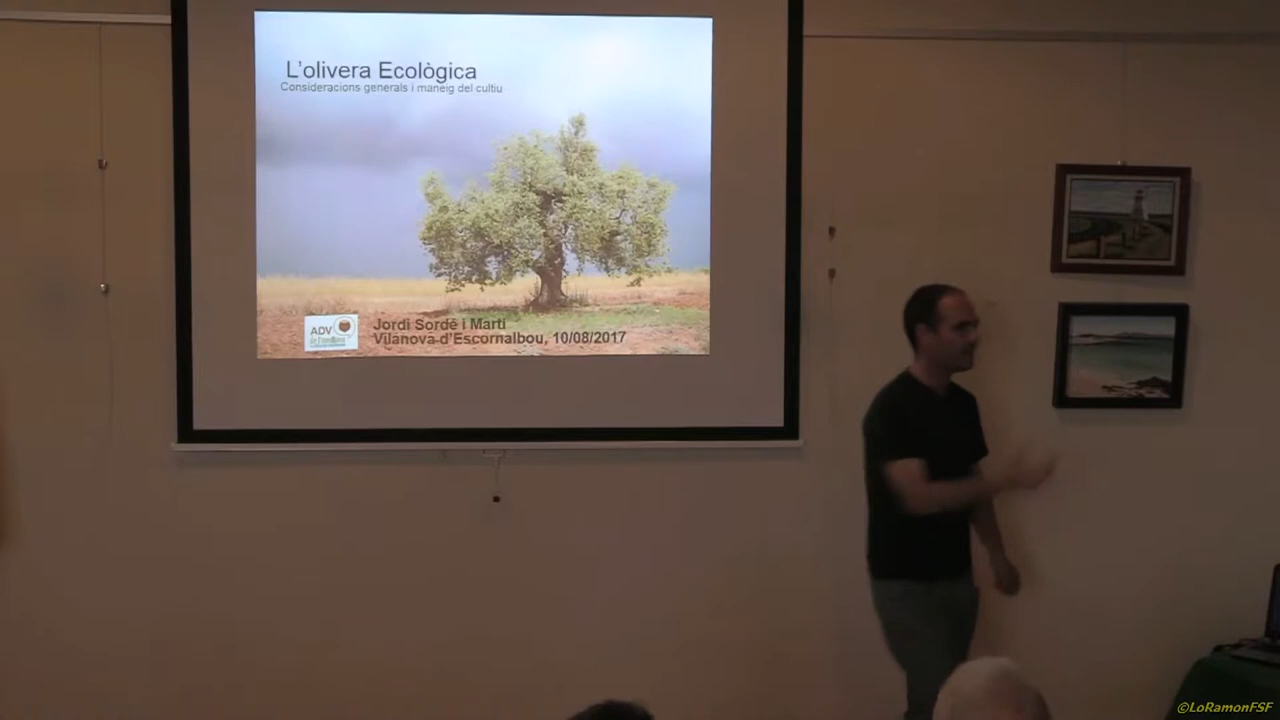 L'olivera Ecològica
Consideracions generals i maneig del cultiu
ADV
Jordi Sordé i Martí
Vilanova d'Escornalbou, 10/08/2017
©LoRamonFSF